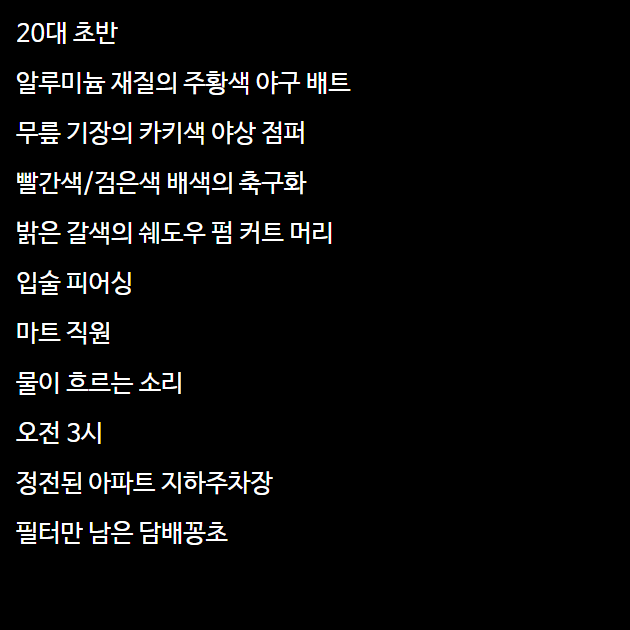 20대 초반
알루미늄 재질의 주황색 야구 배트
무릎 기장의 카키색 야상 점퍼
빨간색/검은색 배색의 축구화
밝은 갈색의 쉐도우 펌 커트 머리
입술 피어싱
마트 직원
물이 흐르는 소리
오전 3시
정전된 아파트 지하주차장
필터만 남은 담배꽁초